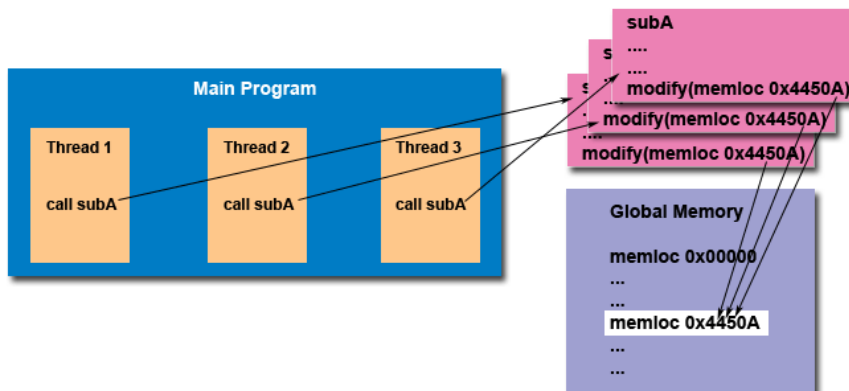 Main Program
Thread 1
call subA
Thread 2
call subA
Thread 3
call subA
subA
....
....
modify(memloc 0x4450A)
s
modify(memloc 0x4450A)
s
....
modify(memloc 0x4450A)
Global Memory
memloc 0x00000
...
...
memloc 0x4450A
...
...